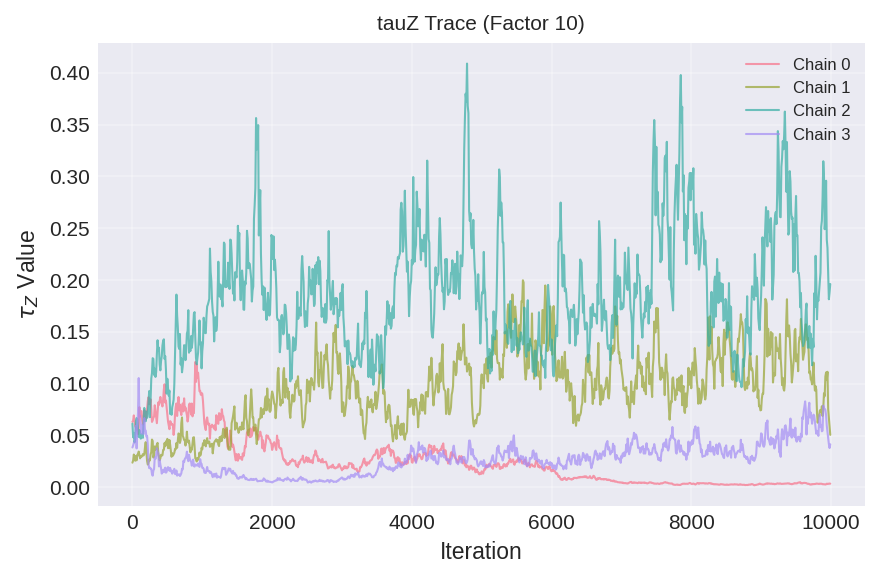 tauZ Trace (Factor 10)
Chain 0
Chain 1
Chain 2
Chain 3
0.40
0.35
0.30
0.25
0.20
0.15
0.10
0.05
0.00
τZ Value
0 2000 4000 6000 8000 10000
Iteration